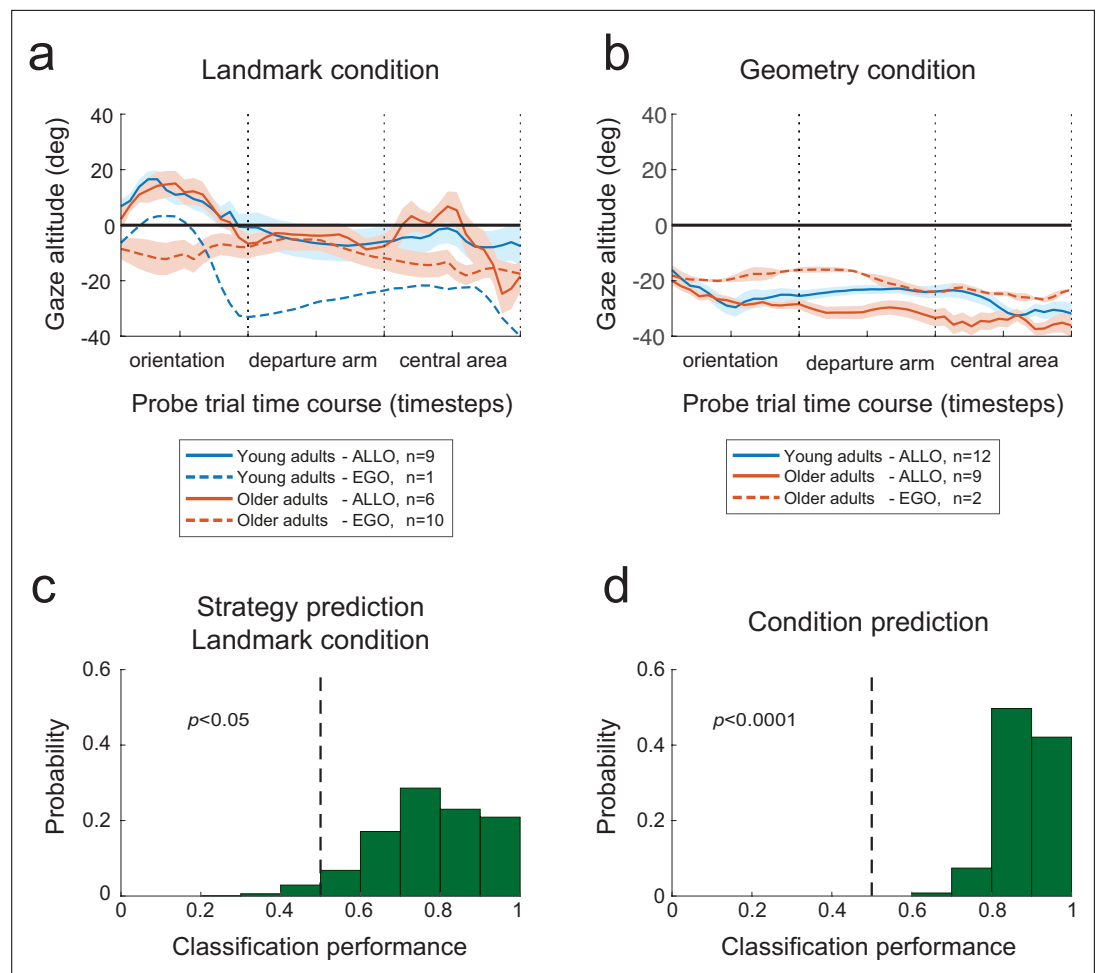 a
Landmark condition
Gaze altitude (deg)
40
20
0
-20
-40
orientation departure arm central area
Probe trial time course (timesteps)
Young adults - ALLO, n=9
Young adults - EGO, n=1
Older adults - ALLO, n=6
Older adults - EGO, n=10
b
Geometry condition
Gaze altitude (deg)
40
20
0
-20
-40
orientation departure arm central area
Probe trial time course (timesteps)
Young adults - ALLO, n=12
Older adults - ALLO, n=9
Older adults - EGO, n=2
c
Strategy prediction
Landmark condition
Probability
0.6
0.4
0.2
0
p<0.05
0 0.2 0.4 0.6 0.8 1
Classification performance
d
Condition prediction
Probability
0.6
0.4
0.2
0
p<0.0001
0 0.2 0.4 0.6 0.8 1
Classification performance